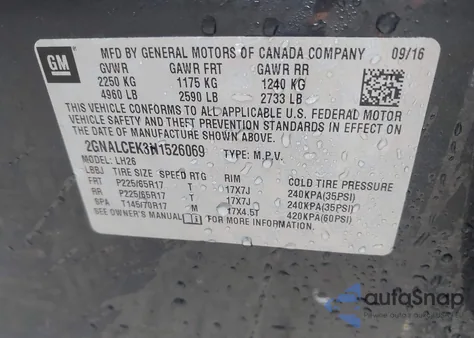 GM
MFD BY GENERAL MOTORS OF CANADA COMPANY 09/16
GVWR GAWR FRT GAWR RR
2250 KG 1175 KG 1240 KG
4960 LB 2590 LB 2733 LB
THIS VEHICLE CONFORMS TO ALL APPLICABLE U.S. FEDERAL MOTOR
VEHICLE SAFETY AND THEFT PREVENTION STANDARDS IN EFFECT ON
THE DATE OF MANUFACTURE SHOWN ABOVE.
2GNALCEK3H1526069 TYPE: M.P.V.
MODEL: LH26
LBBJ TIRE SIZE SPEED RTG RIM COLD TIRE PRESSURE
FRT P225/65R17 T 17X7J 240KPA(35PSI)
RR P225/65R17 T 17X7J 240KPA(35PSI)
SPA T145/70R17 M 17X4.5T 420KPA(60PSI)
SEE OWNER'S MANUAL FOR MORE INFORMATION.
autoSnap